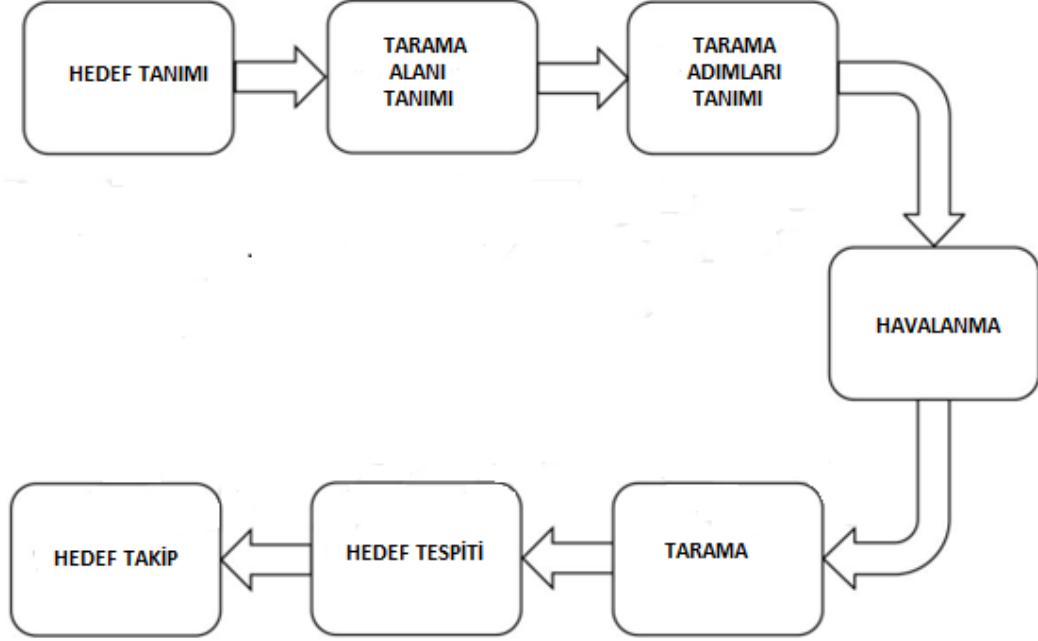 HEDEF TANIMI
TARAMA
ALANI
TANIMI
TARAMA
ADIMLARI
TANIMI
HAVALANMA
TARAMA
HEDEF TESPİTİ
HEDEF TAKİP